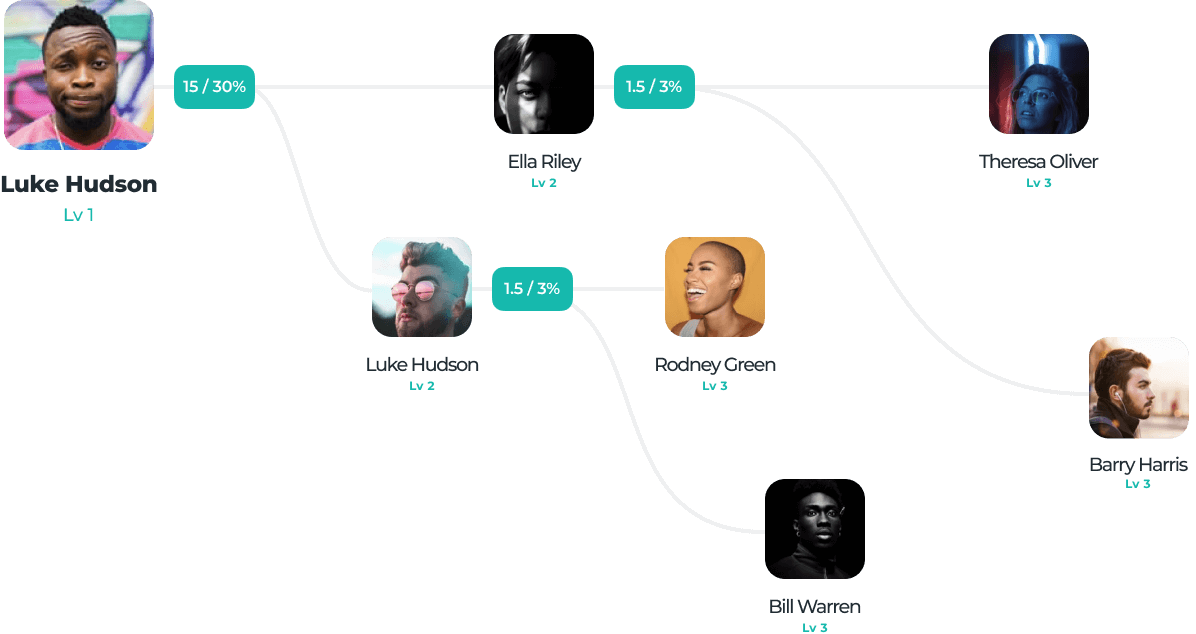 15 / 30%
1.5 / 3%
Ella Riley
Lv 2
Theresa Oliver
Lv 3
Luke Hudson
Lv 1
1.5 / 3%
Luke Hudson
Lv 2
Rodney Green
Lv 3
Barry Harris
Lv 3
Bill Warren
Lv 3